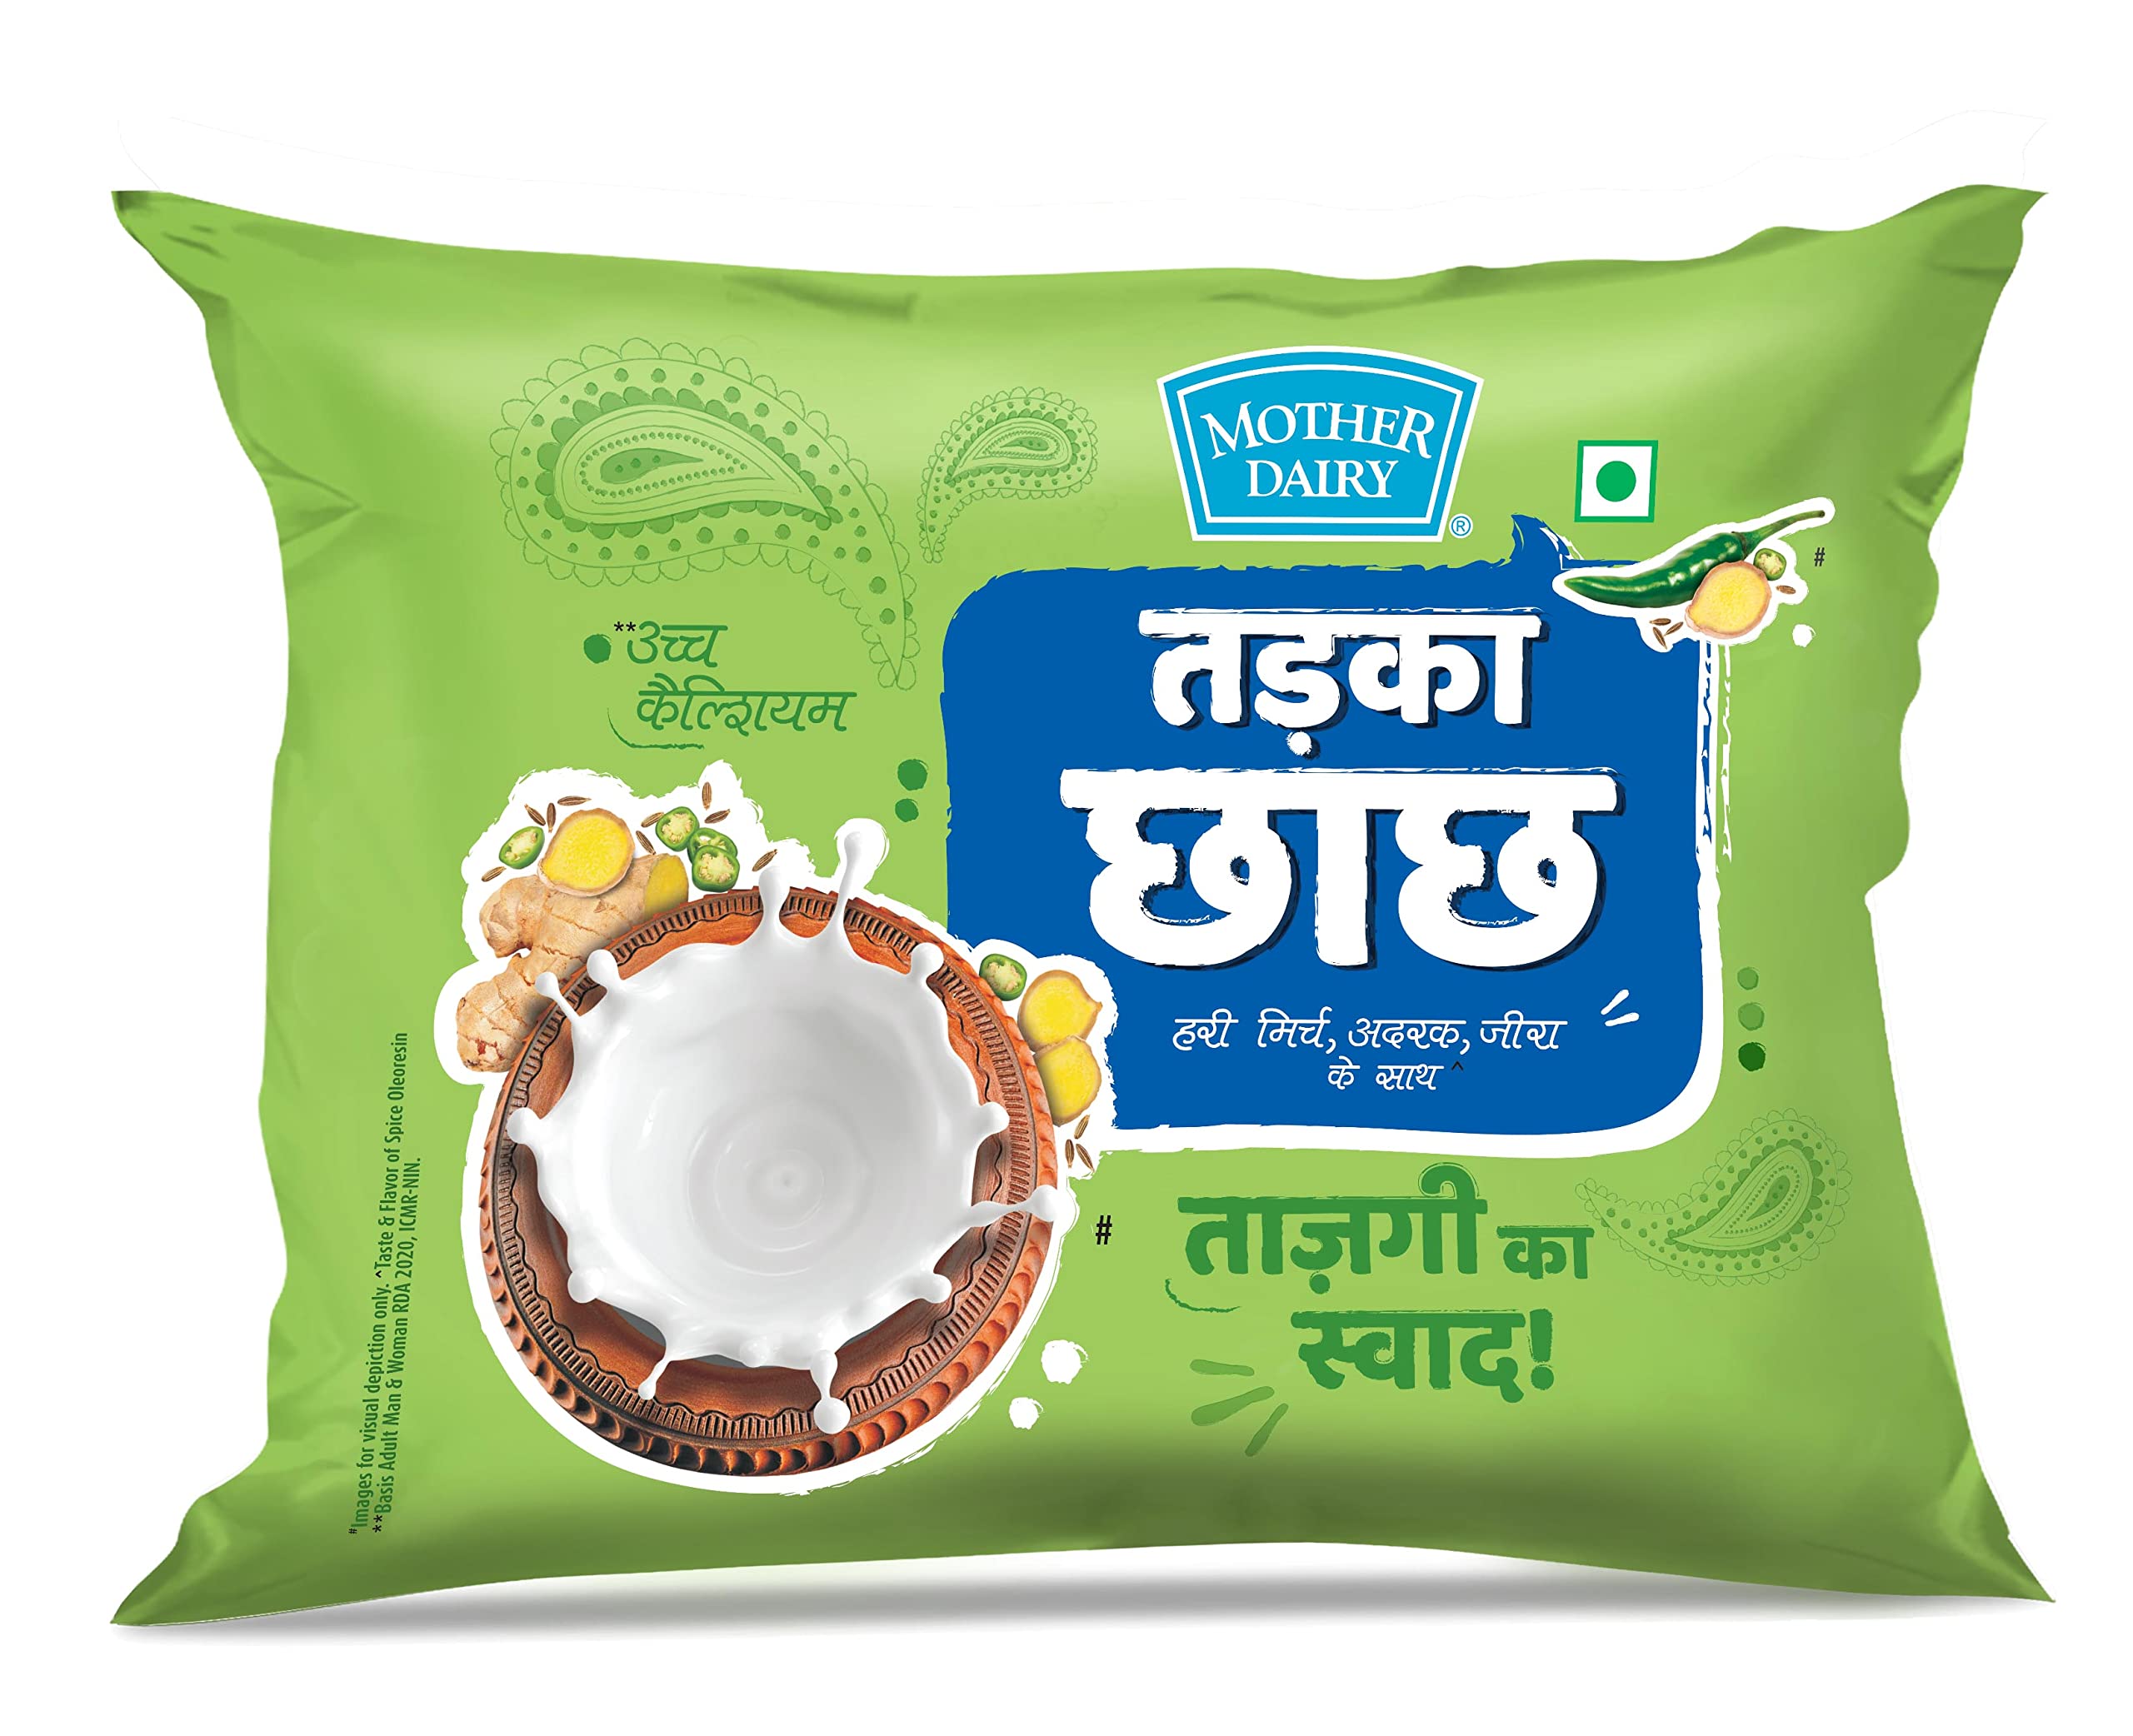 MOTHER
DAIRY
®
#
**उच्च
कैल्शियम
तड़का
छाछ
हरी मिर्च, अदरक, जीरा
के साथ^
#
ताज़गी का
स्वाद!
#Images for visual depiction only. ^Taste & Flavor of Spice Oleoresin
**Basis Adult Man & Woman RDA 2020, ICMR-NIN.